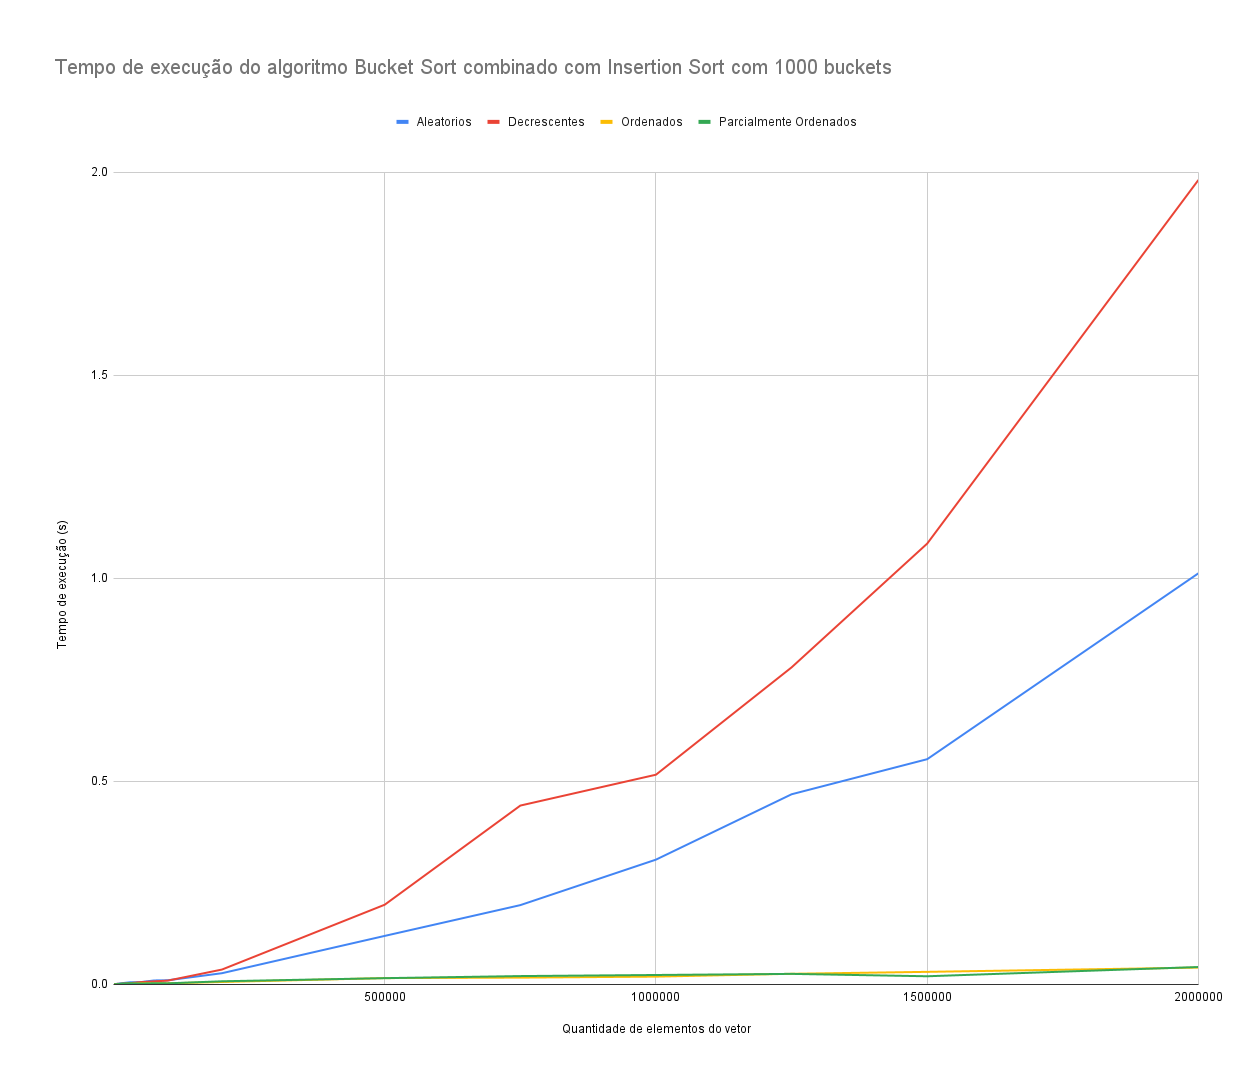 Tempo de execução do algoritmo Bucket Sort combinado com Insertion Sort com 1000 buckets
Aleatorios Decrescentes Ordenados Parcialmente Ordenados
2.0
1.5
1.0
0.5
0.0
Tempo de execução (s)
500000 1000000 1500000 2000000
Quantidade de elementos do vetor